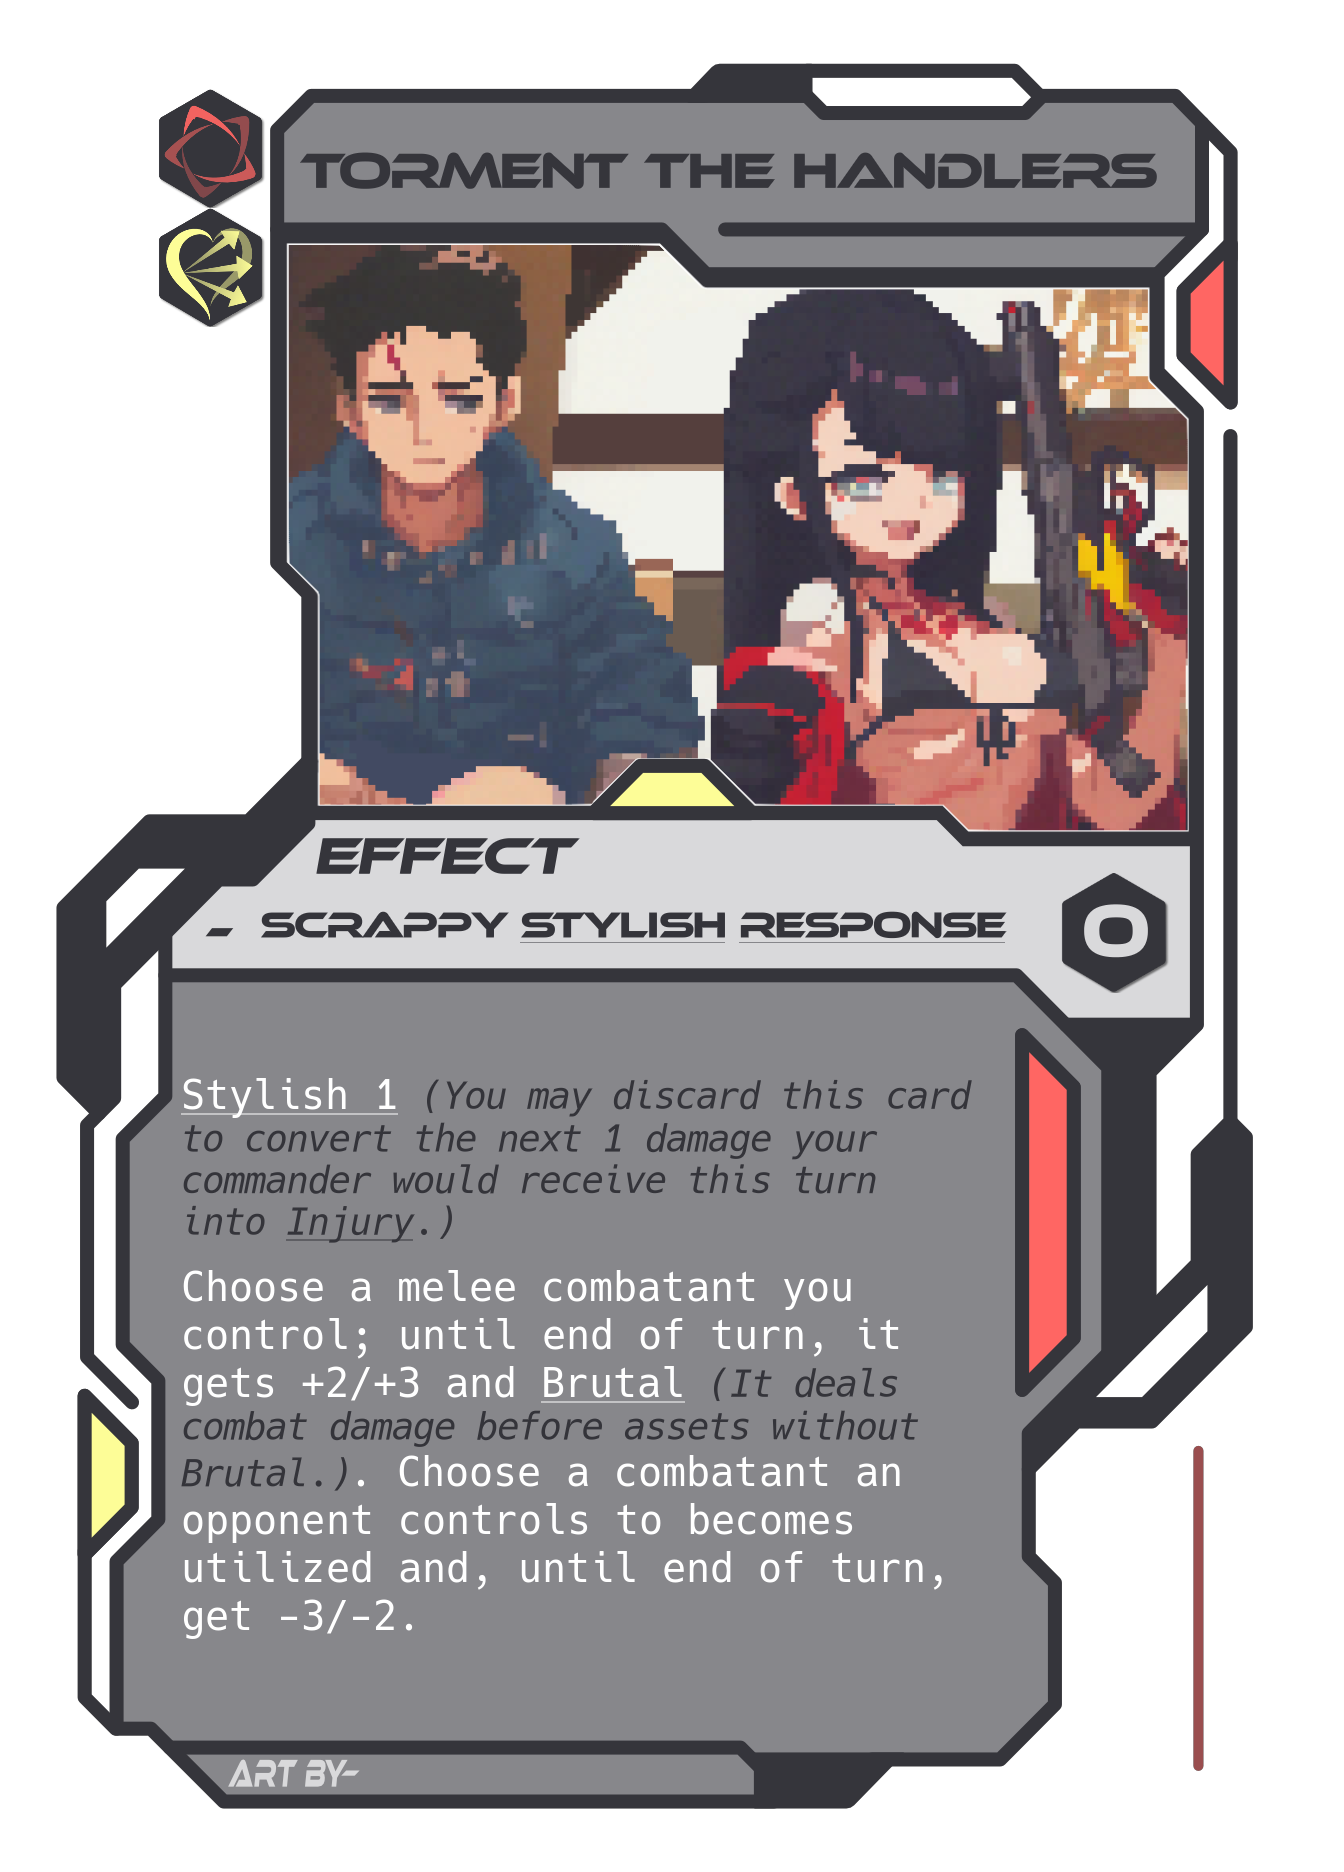 TORMENT THE HANDLERS
EFFECT
- SCRAPPY STYLISH RESPONSE
0
Stylish 1 (You may discard this card
to convert the next 1 damage your
commander would receive this turn
into Injury.)
Choose a melee combatant you
control; until end of turn, it
gets +2/+3 and Brutal (It deals
combat damage before assets without
Brutal.). Choose a combatant an
opponent controls to becomes
utilized and, until end of turn,
get -3/-2.
ART BY-